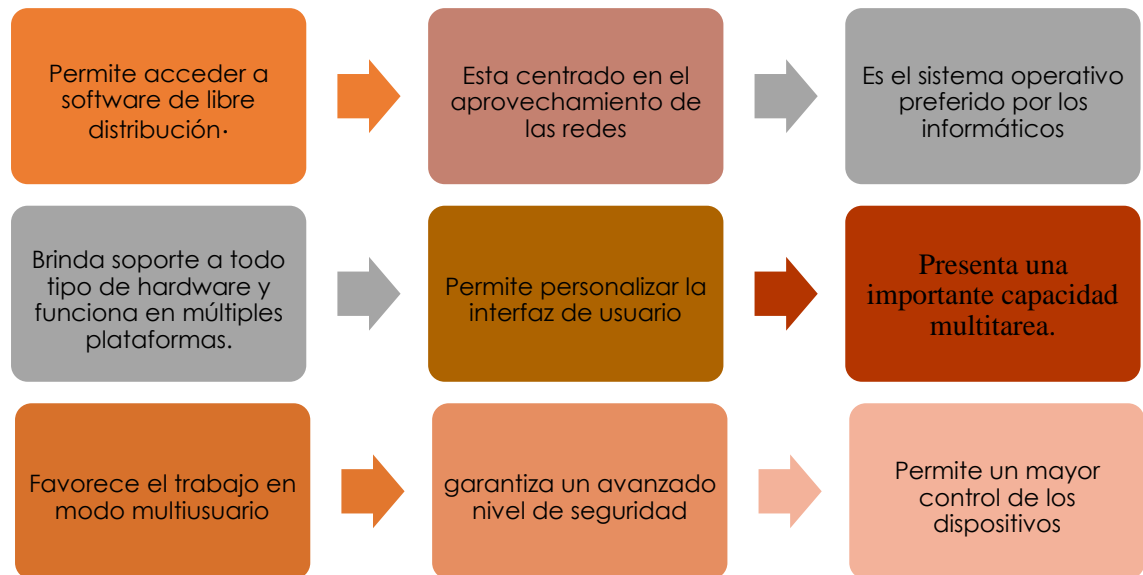 Permite acceder a
software de libre
distribución·
Esta centrado en el
aprovechamiento de
las redes
Es el sistema operativo
preferido por los
informáticos
Brinda soporte a todo
tipo de hardware y
funciona en múltiples
plataformas.
Permite personalizar la
interfaz de usuario
Presenta una
importante capacidad
multitarea.
Favorece el trabajo en
modo multiusuario
garantiza un avanzado
nivel de seguridad
Permite un mayor
control de los
dispositivos